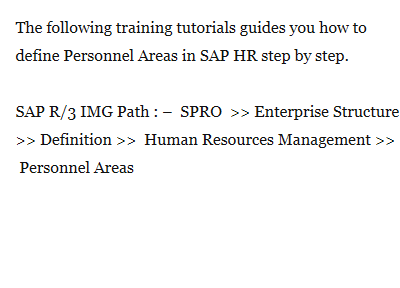 The following training tutorials guides you how to
define Personnel Areas in SAP HR step by step.
SAP R/3 IMG Path : – SPRO >> Enterprise Structure
>> Definition >> Human Resources Management >>
Personnel Areas